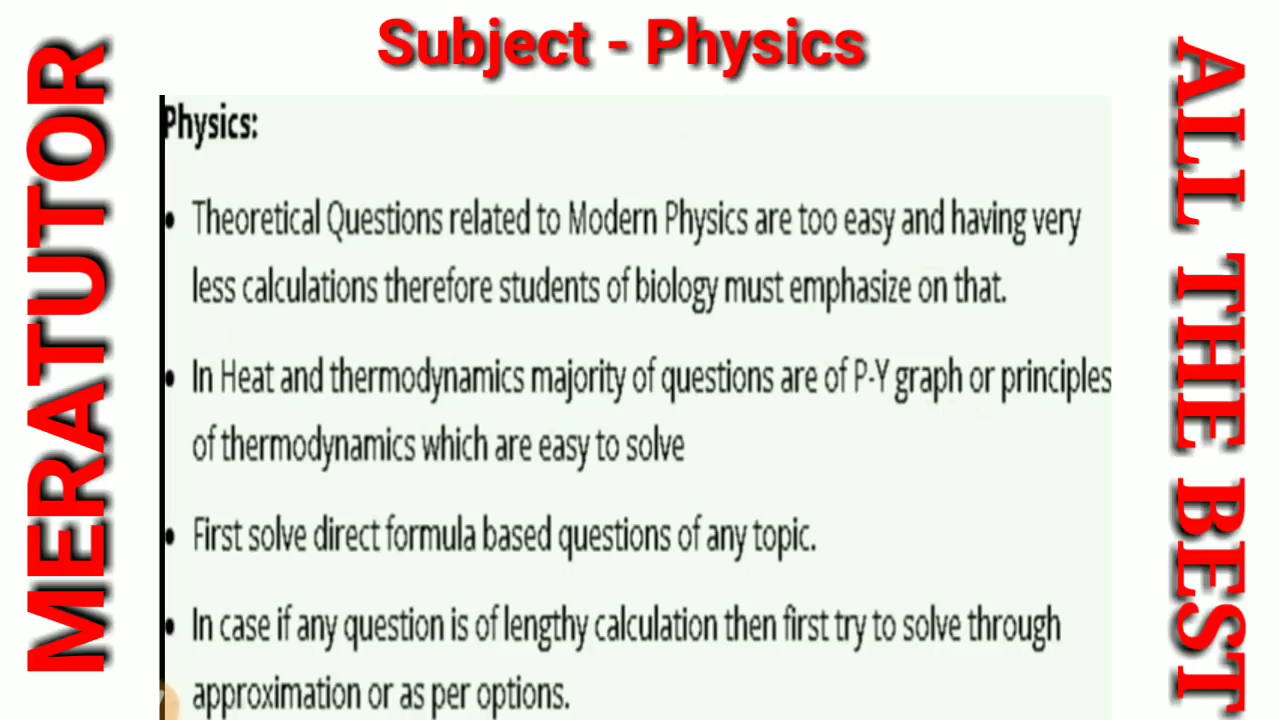 Subject - Physics
MERATUTOR
Physics:
• Theoretical Questions related to Modern Physics are too easy and having very
less calculations therefore students of biology must emphasize on that.
• In Heat and thermodynamics majority of questions are of P-Y graph or principles
of thermodynamics which are easy to solve
• First solve direct formula based questions of any topic.
• In case if any question is of lengthy calculation then first try to solve through
approximation or as per options.
ALL THE BEST